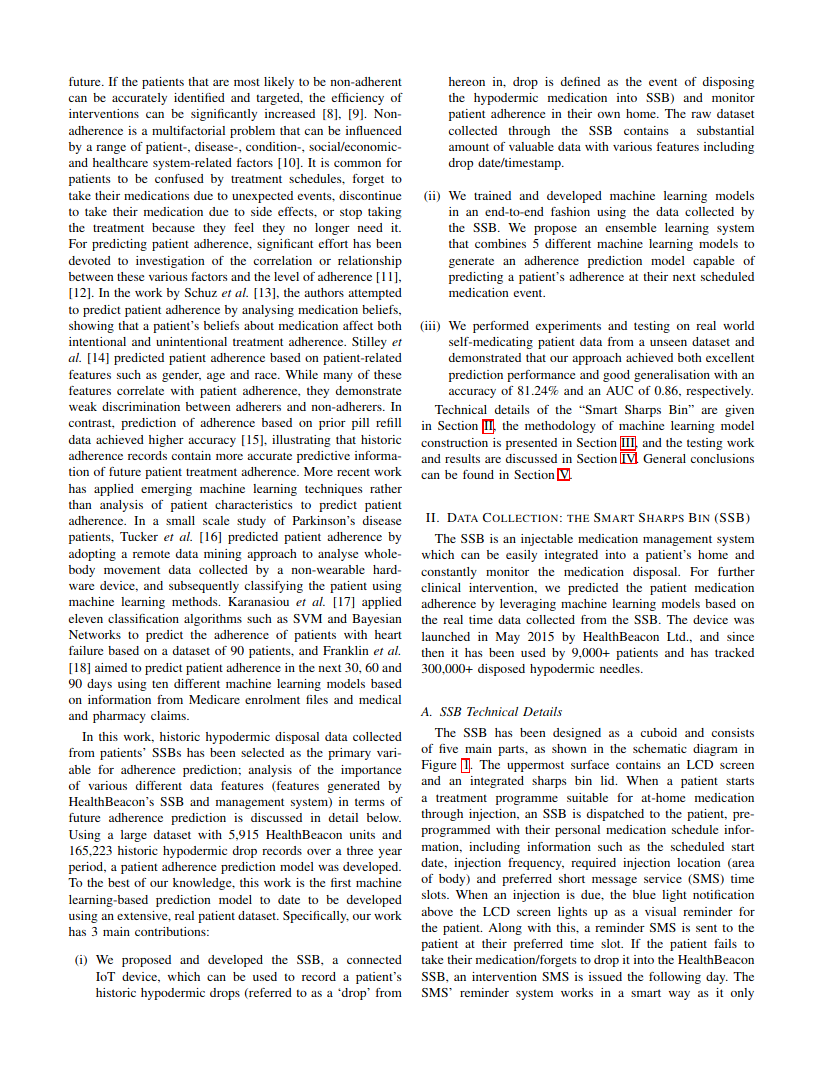 future. If the patients that are most likely to be non-adherent
can be accurately identified and targeted, the efficiency of
interventions can be significantly increased [8], [9]. Non-
adherence is a multifactorial problem that can be influenced
by a range of patient-, disease-, condition-, social/economic-
and healthcare system-related factors [10]. It is common for
patients to be confused by treatment schedules, forget to
take their medications due to unexpected events, discontinue
to take their medication due to side effects, or stop taking
the treatment because they feel they no longer need it.
For predicting patient adherence, significant effort has been
devoted to investigation of the correlation or relationship
between these various factors and the level of adherence [11],
[12]. In the work by Schuz et al. [13], the authors attempted
to predict patient adherence by analysing medication beliefs,
showing that a patient's beliefs about medication affect both
intentional and unintentional treatment adherence. Stilley et
al. [14] predicted patient adherence based on patient-related
features such as gender, age and race. While many of these
features correlate with patient adherence, they demonstrate
weak discrimination between adherers and non-adherers. In
contrast, prediction of adherence based on prior pill refill
data achieved higher accuracy [15], illustrating that historic
adherence records contain more accurate predictive informa-
tion of future patient treatment adherence. More recent work
has applied emerging machine learning techniques rather
than analysis of patient characteristics to predict patient
adherence. In a small scale study of Parkinson's disease
patients, Tucker et al. [16] predicted patient adherence by
adopting a remote data mining approach to analyse whole-
body movement data collected by a non-wearable hard-
ware device, and subsequently classifying the patient using
machine learning methods. Karanasiou et al. [17] applied
eleven classification algorithms such as SVM and Bayesian
Networks to predict the adherence of patients with heart
failure based on a dataset of 90 patients, and Franklin et al.
[18] aimed to predict patient adherence in the next 30, 60 and
90 days using ten different machine learning models based
on information from Medicare enrolment files and medical
and pharmacy claims.
In this work, historic hypodermic disposal data collected
from patients' SSBs has been selected as the primary vari-
able for adherence prediction; analysis of the importance
of various different data features (features generated by
HealthBeacon's SSB and management system) in terms of
future adherence prediction is discussed in detail below.
Using a large dataset with 5,915 HealthBeacon units and
165,223 historic hypodermic drop records over a three year
period, a patient adherence prediction model was developed.
To the best of our knowledge, this work is the first machine
learning-based prediction model to date to be developed
using an extensive, real patient dataset. Specifically, our work
has 3 main contributions:
(i) We proposed and developed the SSB, a connected
IoT device, which can be used to record a patient's
historic hypodermic drops (referred to as a 'drop' from
hereon in, drop is defined as the event of disposing
the hypodermic medication into SSB) and monitor
patient adherence in their own home. The raw dataset
collected through the SSB contains a substantial
amount of valuable data with various features including
drop date/timestamp.
(ii) We trained and developed machine learning models
in an end-to-end fashion using the data collected by
the SSB. We propose an ensemble learning system
that combines 5 different machine learning models to
generate an adherence prediction model capable of
predicting a patient's adherence at their next scheduled
medication event.
(iii) We performed experiments and testing on real world
self-medicating patient data from a unseen dataset and
demonstrated that our approach achieved both excellent
prediction performance and good generalisation with an
accuracy of 81.24% and an AUC of 0.86, respectively.
Technical details of the “Smart Sharps Bin” are given
in Section II, the methodology of machine learning model
construction is presented in Section III, and the testing work
and results are discussed in Section IV. General conclusions
can be found in Section V.
II. DATA COLLECTION: THE SMART SHARPS BIN (SSB)
The SSB is an injectable medication management system
which can be easily integrated into a patient's home and
constantly monitor the medication disposal. For further
clinical intervention, we predicted the patient medication
adherence by leveraging machine learning models based on
the real time data collected from the SSB. The device was
launched in May 2015 by HealthBeacon Ltd., and since
then it has been used by 9,000+ patients and has tracked
300,000+ disposed hypodermic needles.
A. SSB Technical Details
The SSB has been designed as a cuboid and consists
of five main parts, as shown in the schematic diagram in
Figure 1. The uppermost surface contains an LCD screen
and an integrated sharps bin lid. When a patient starts
a treatment programme suitable for at-home medication
through injection, an SSB is dispatched to the patient, pre-
programmed with their personal medication schedule infor-
mation, including information such as the scheduled start
date, injection frequency, required injection location (area
of body) and preferred short message service (SMS) time
slots. When an injection is due, the blue light notification
above the LCD screen lights up as a visual reminder for
the patient. Along with this, a reminder SMS is sent to the
patient at their preferred time slot. If the patient fails to
take their medication/forgets to drop it into the HealthBeacon
SSB, an intervention SMS is issued the following day. The
SMS' reminder system works in a smart way as it only